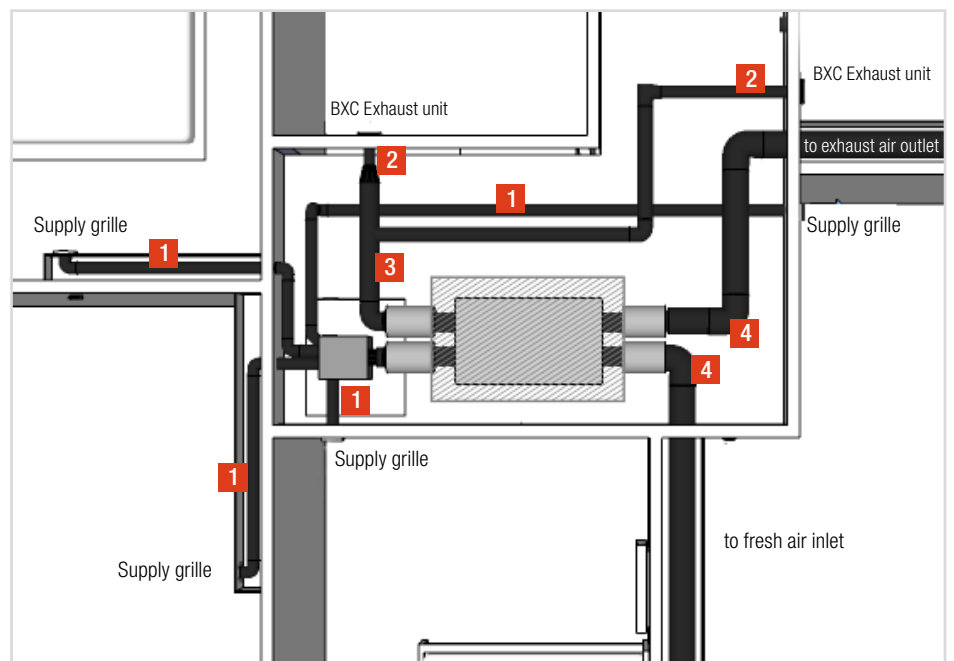 BXC Exhaust unit
2
BXC Exhaust unit
2
to exhaust air outlet
1
Supply grille
1
Supply grille
3
4
4
1
Supply grille
1
to fresh air inlet
Supply grille